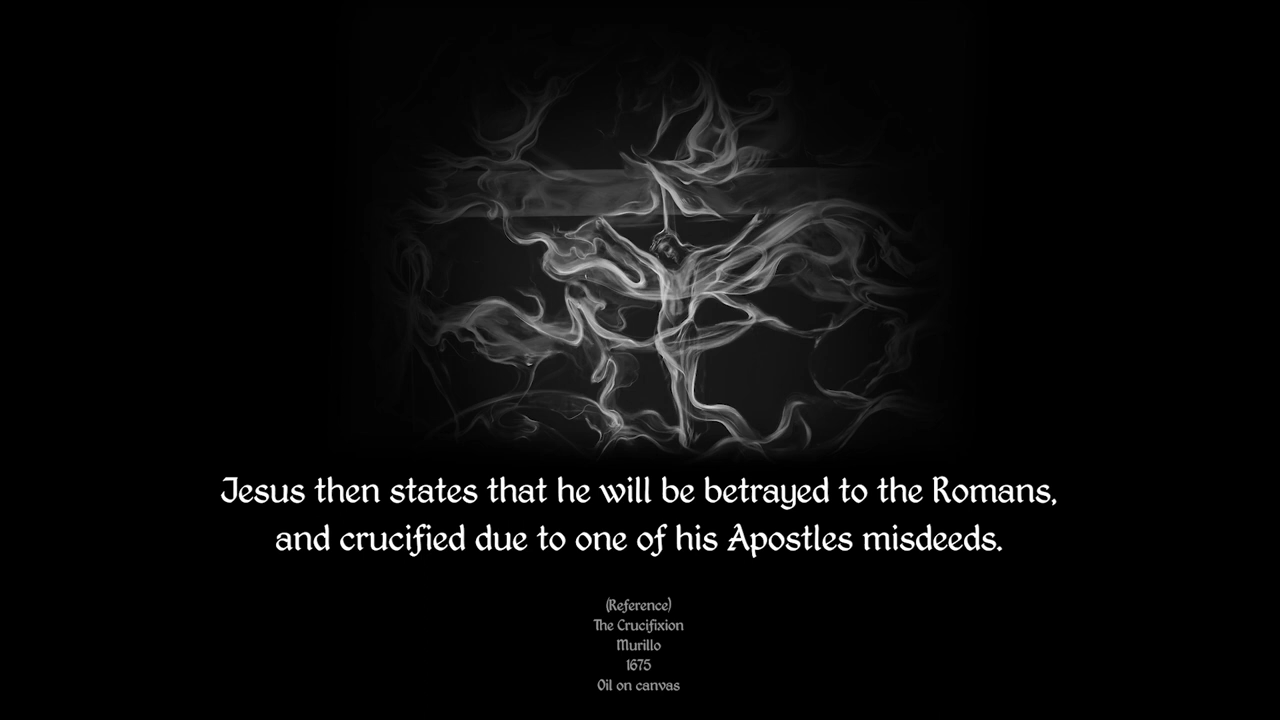 Jesus then states that he will be betrayed to the Romans,
and crucified due to one of his Apostles misdeeds.
(Reference)
The Crucifixion
Murillo
1675
Oil on canvas